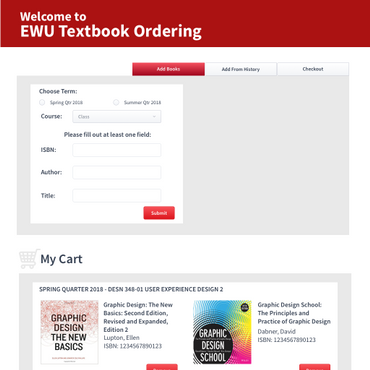 Welcome to
EWU Textbook Ordering
Add Books
Add From History
Checkout
Choose Term:
Spring Qtr 2018
Summer Qtr 2018
Course:
Class
Please fill out at least one field:
ISBN:
Author:
Title:
Submit
My Cart
SPRING QUARTER 2018 - DESN 348-01 USER EXPERIENCE DESIGN 2
GRAPHIC
DESIGN
THE NEW
BASICS
Graphic Design: The New
Basics: Second Edition,
Revised and Expanded,
Edition 2
Lupton, Ellen
ISBN: 1234567890123
GRAPHIC
DESIGN
SCHOOL
Graphic Design School:
The Principles and
Practice of Graphic Design
Dabner, David
ISBN: 1234567890123